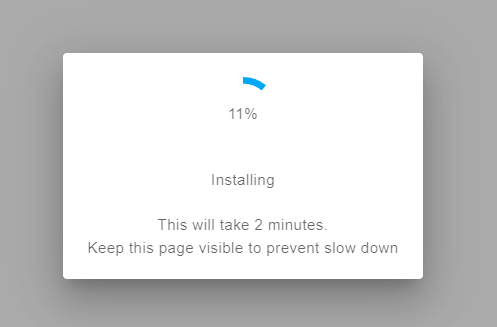 11%
Installing
This will take 2 minutes.
Keep this page visible to prevent slow down